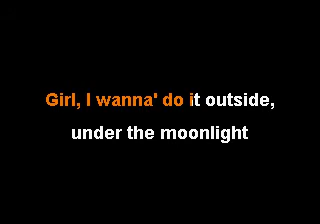 Girl, I wanna' do it outside,
under the moonlight